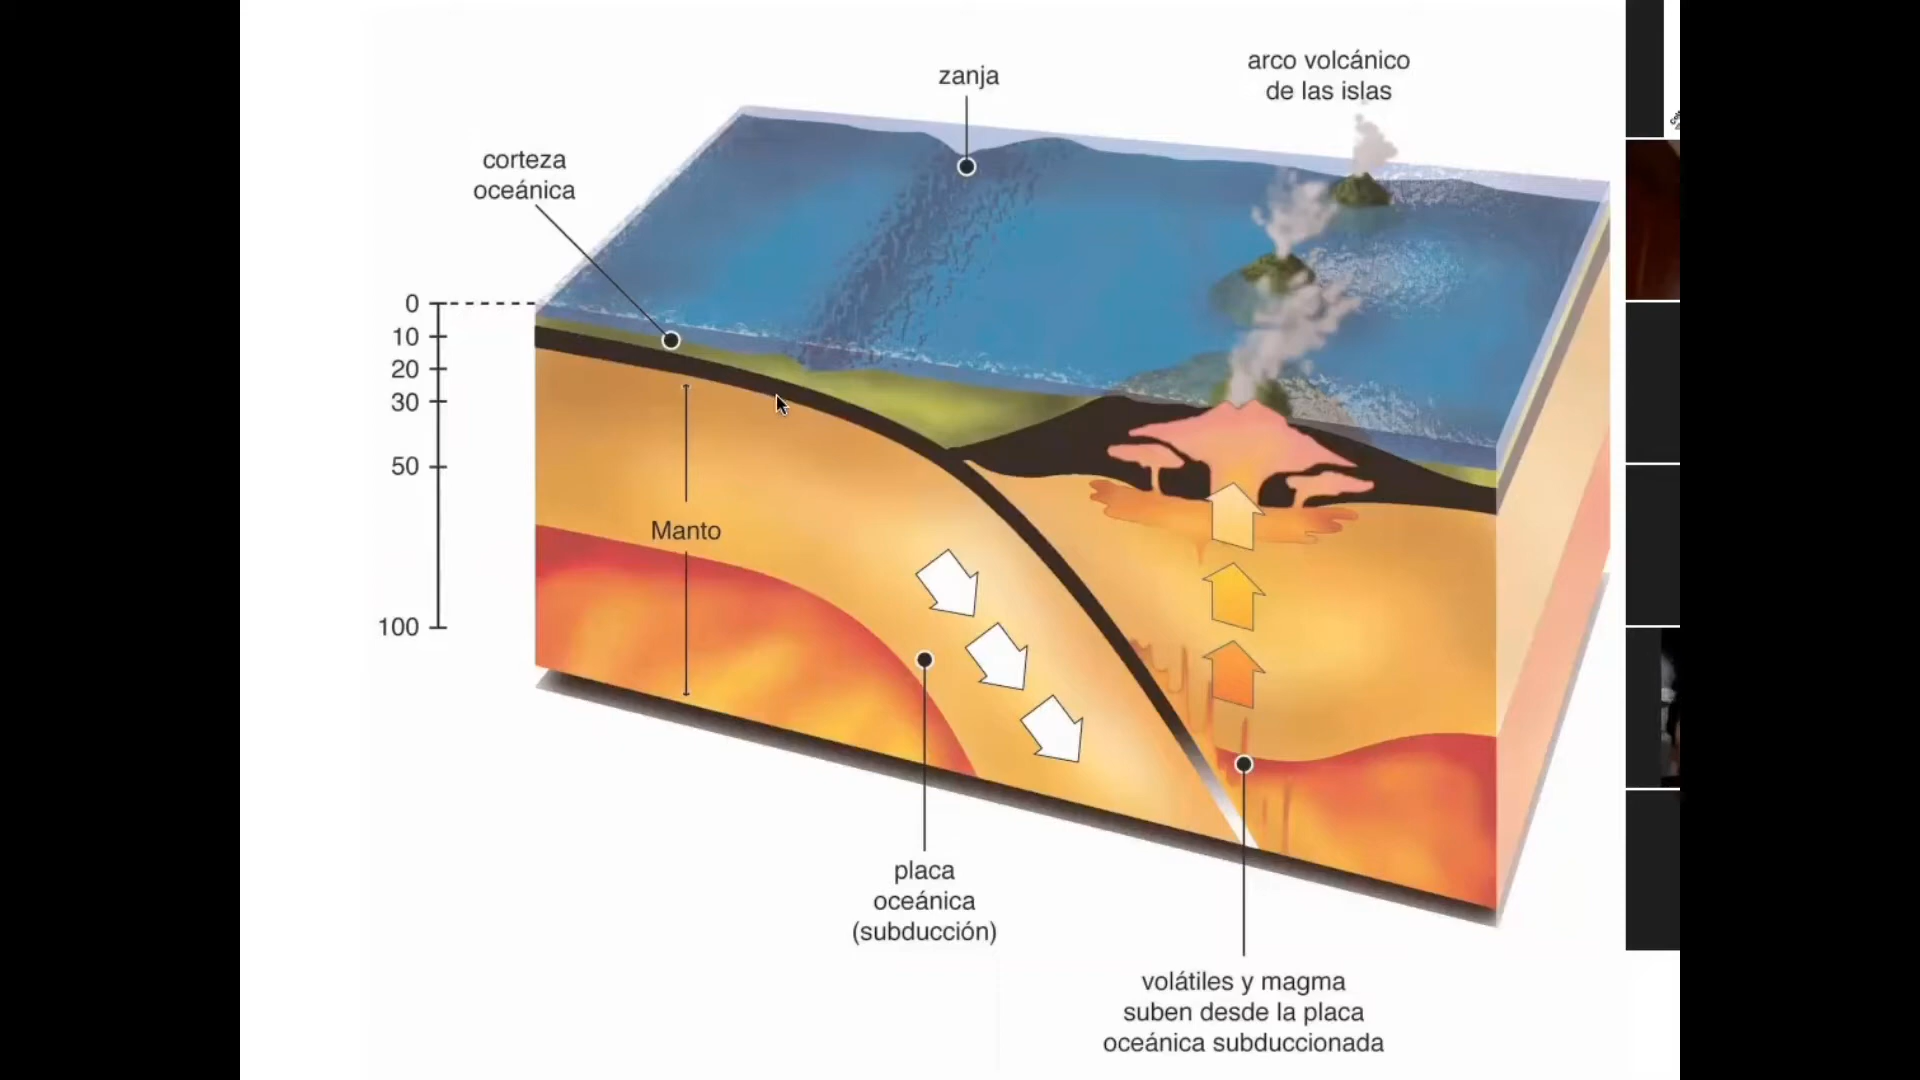 zanja
arco volcánico
de las islas
corteza
oceánica
0
10
20
30
50
100
Manto
placa
oceánica
(subducción)
volátiles y magma
suben desde la placa
oceánica subduccionada